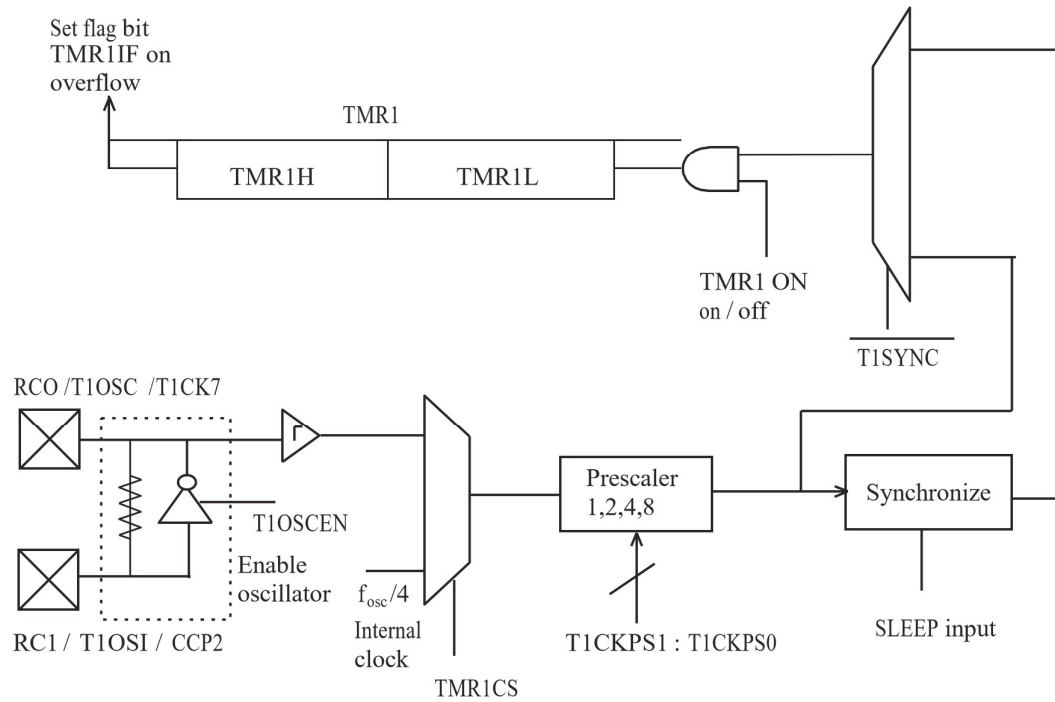 Set flag bit
TMR1IF on
overflow
TMR1
TMR1H
TMR1L
TMR1 ON
on / off
T1SYNC
RCO /T1OSC /T1CK7
Prescaler
1,2,4,8
Synchronize
T1OSCEN
Enable
oscillator
fosc/4
Internal
clock
RC1 / T1OSI / CCP2
T1CKPS1 : T1CKPS0
SLEEP input
TMR1CS